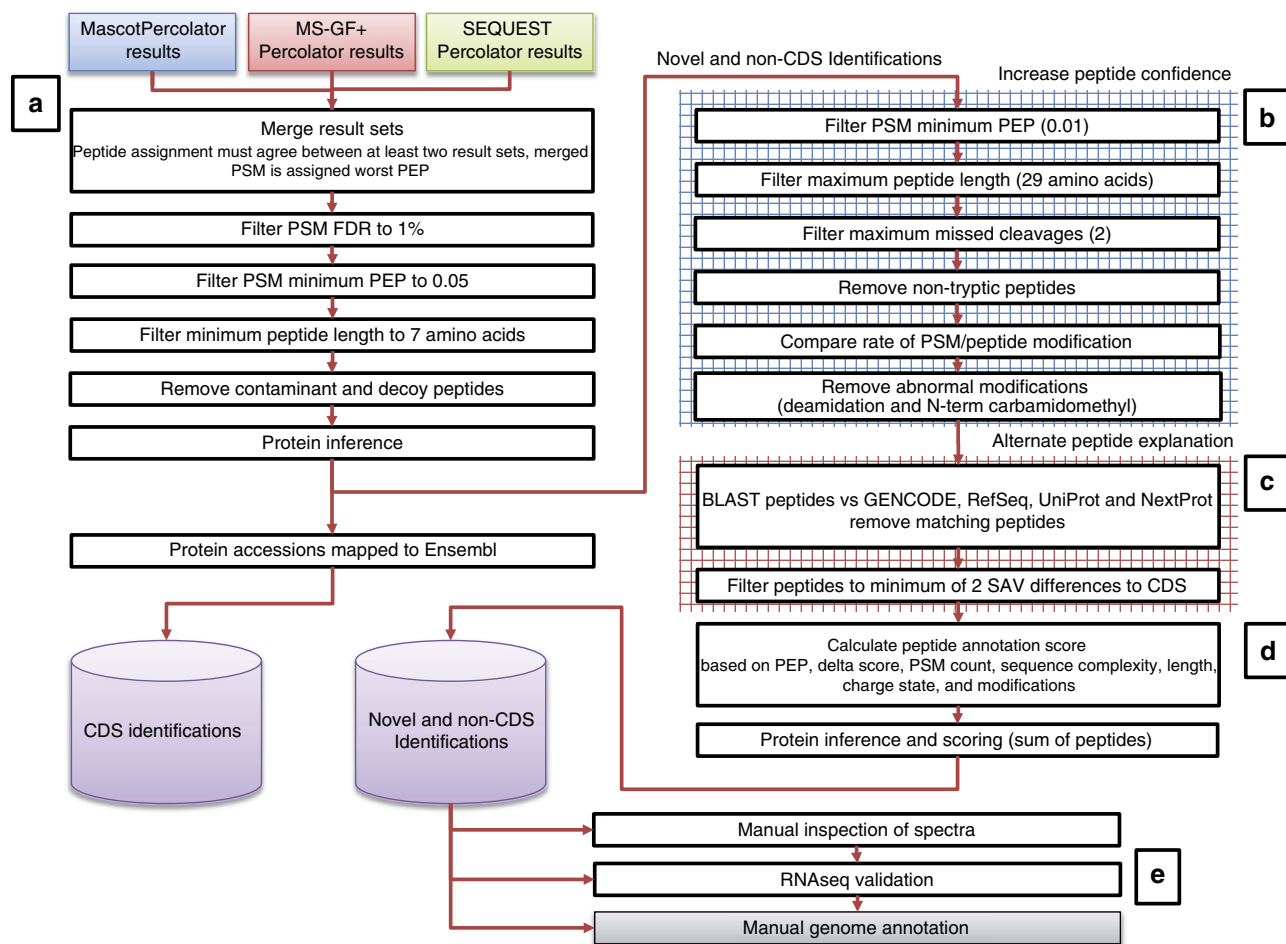 MascotPercolator
results
MS-GF+
Percolator results
SEQUEST
Percolator results
a
Merge result sets
Peptide assignment must agree between at least two result sets, merged
PSM is assigned worst PEP
Filter PSM FDR to 1%
Filter PSM minimum PEP to 0.05
Filter minimum peptide length to 7 amino acids
Remove contaminant and decoy peptides
Protein inference
Protein accessions mapped to Ensembl
CDS identifications
Novel and non-CDS
Identifications
Novel and non-CDS Identifications
Increase peptide confidence
b
Filter PSM minimum PEP (0.01)
Filter maximum peptide length (29 amino acids)
Filter maximum missed cleavages (2)
Remove non-tryptic peptides
Compare rate of PSM/peptide modification
Remove abnormal modifications
(deamidation and N-term carbamidomethyl)
Alternate peptide explanation
c
BLAST peptides vs GENCODE, RefSeq, UniProt and NextProt
remove matching peptides
Filter peptides to minimum of 2 SAV differences to CDS
d
Calculate peptide annotation score
based on PEP, delta score, PSM count, sequence complexity, length,
charge state, and modifications
Protein inference and scoring (sum of peptides)
Manual inspection of spectra
RNAseq validation
e
Manual genome annotation